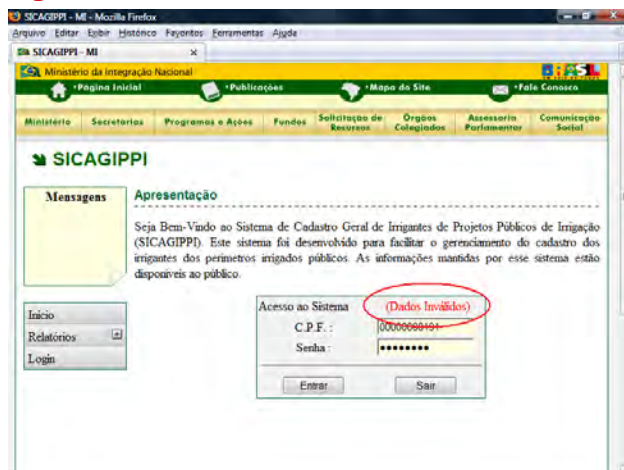 SICAGIPPI - MI - Mozilla Firefox
Arquivo Editar Exibir Histórico Favoritos Ferramentas Ajuda
SICAGIPPI - MI ×
Ministério da Integração Nacional BRASIL
Página Inicial Publicações Mapa do Site Fale Conosco
Ministério Secretarias Programas e Ações Fundos Solicitação de Recursos Órgãos Colegiados Assessoria Parlamentar Comunicação Social
SICAGIPPI
Mensagens
Apresentação
Seja Bem-Vindo ao Sistema de Cadastro Geral de Irrigantes de Projetos Públicos de Irrigação
(SICAGIPPI). Este sistema foi desenvolvido para facilitar o gerenciamento do cadastro dos
irrigantes dos perimetros irrigados públicos. As informações mantidas por esse sistema estão
disponíveis ao público.
Início
Relatórios
Login
Acesso ao Sistema (Dados Inválidos)
C.P.F. :
Senha : ••••••••
Entrar Sair